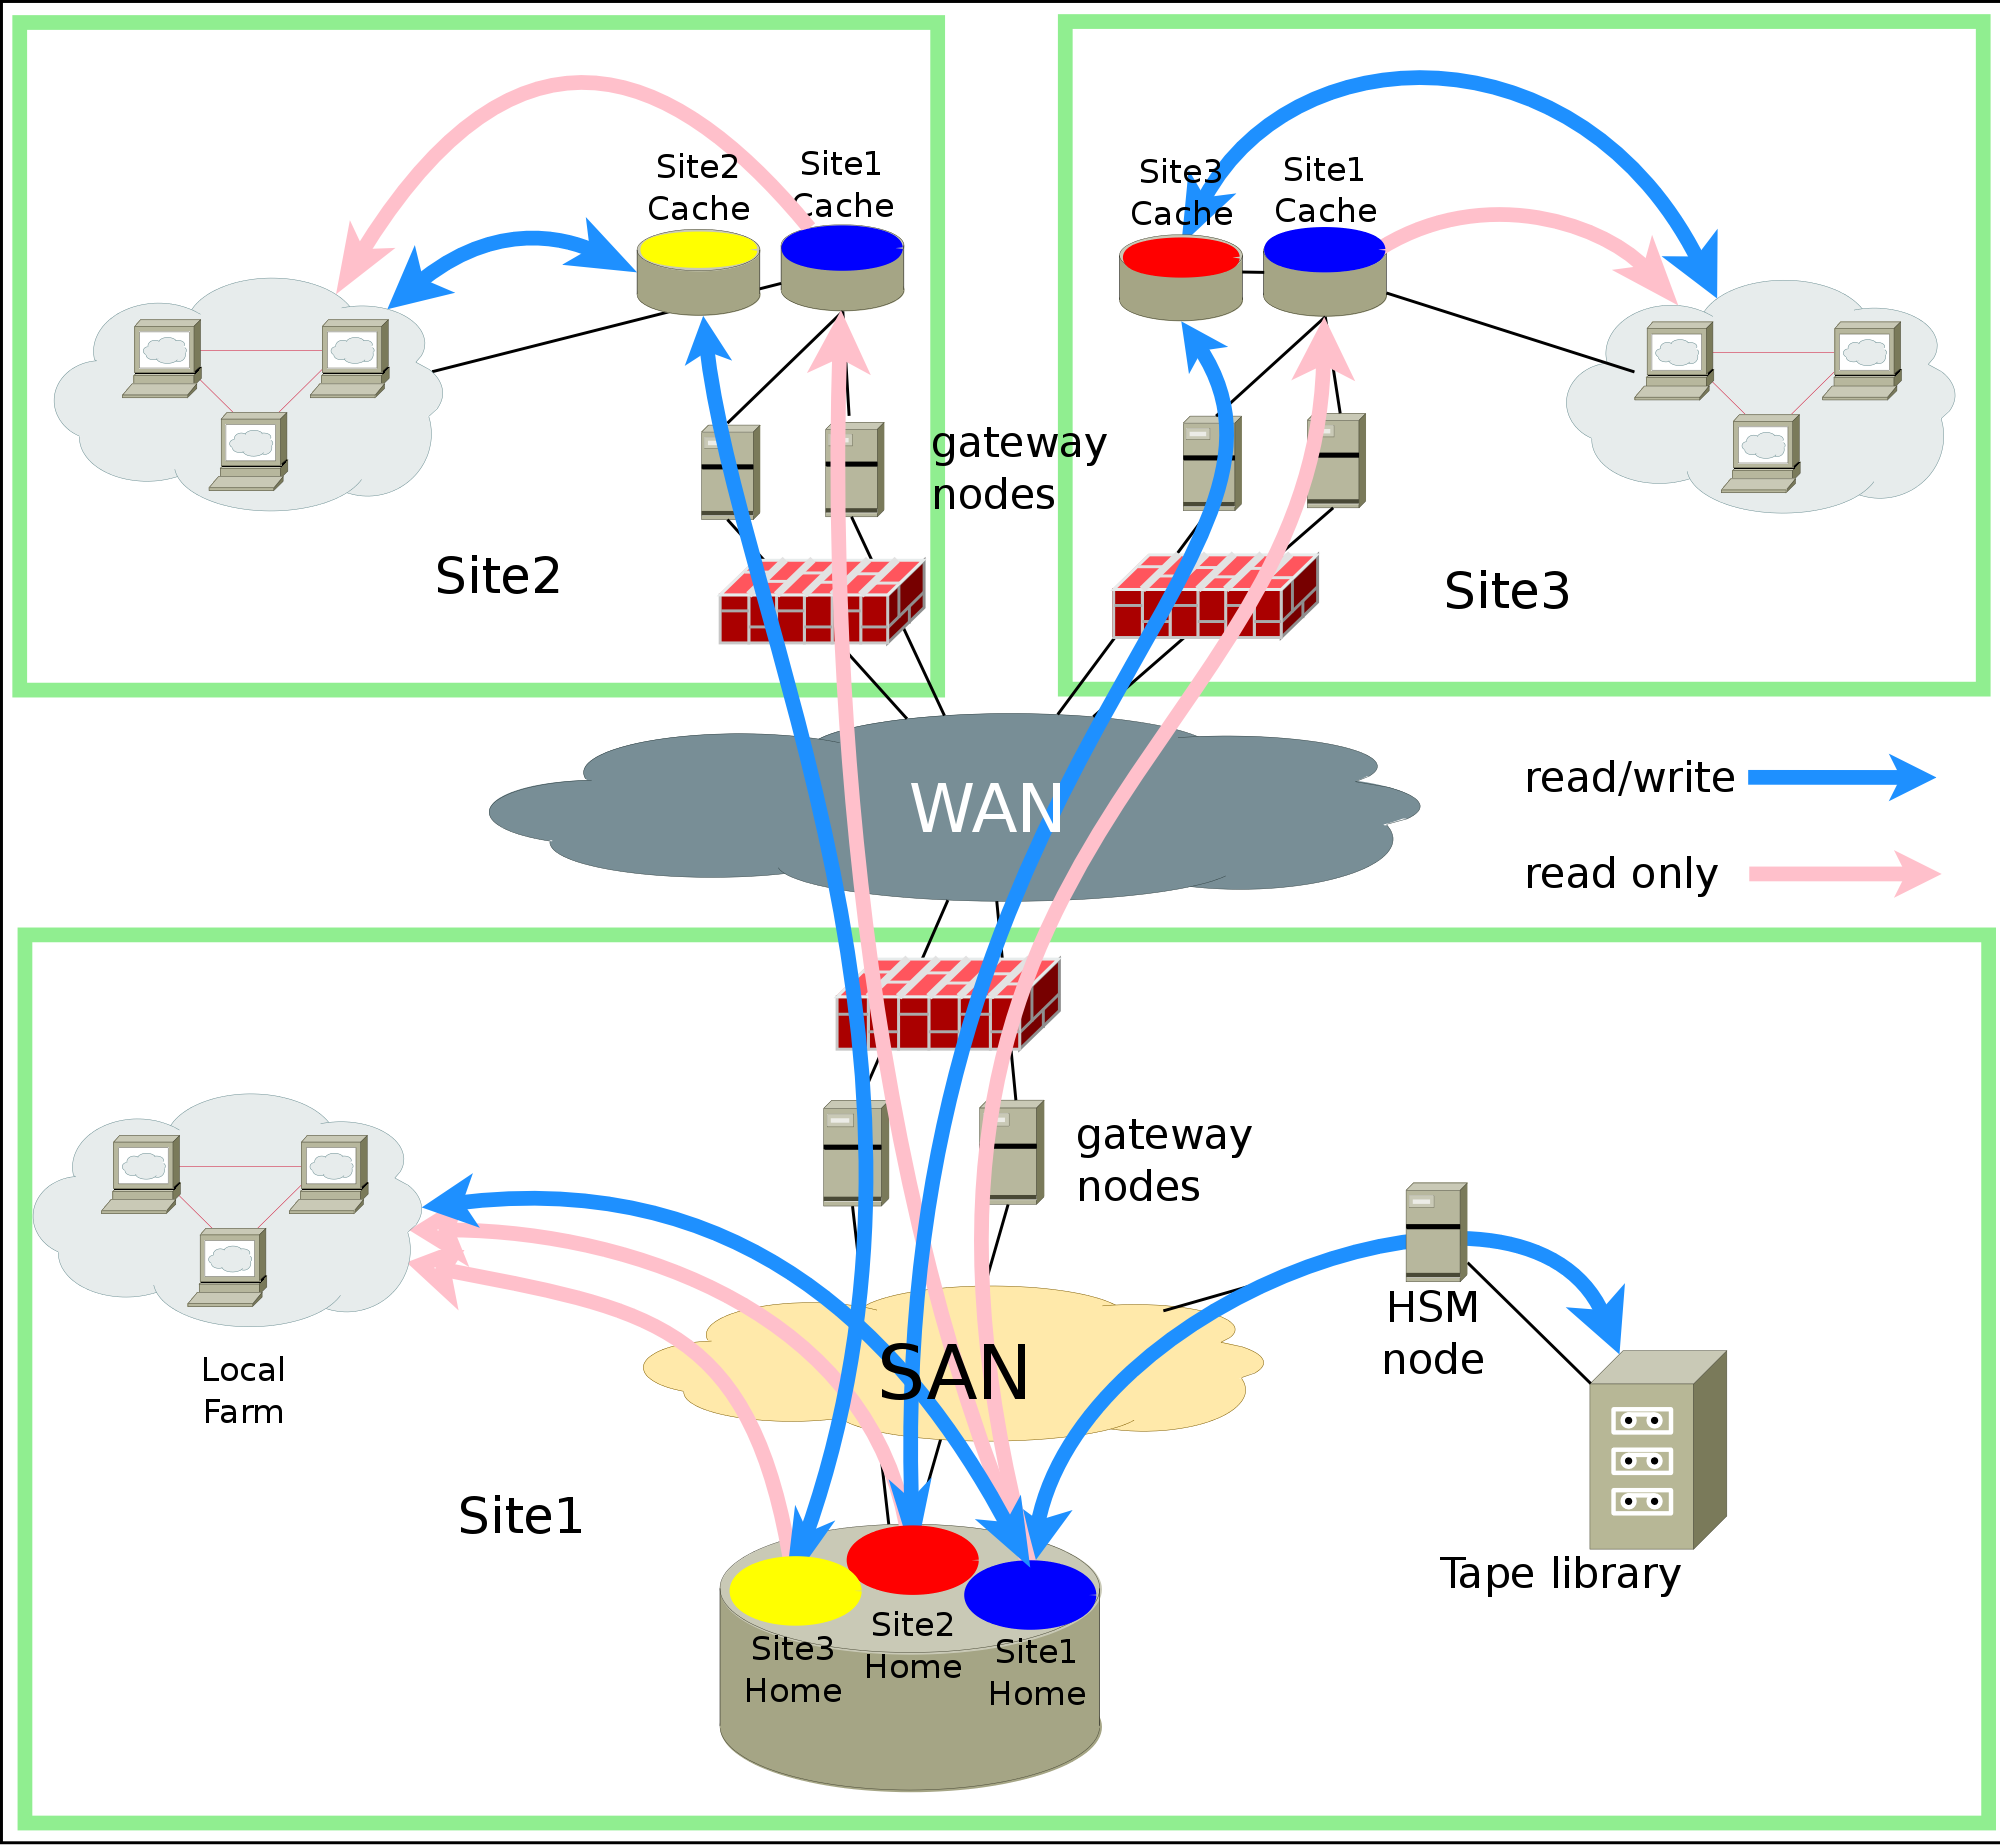 Site2
Cache
Site1
Cache
Site3
Cache
Site1
Cache
gateway
nodes
Site2
Site3
WAN
read/write
read only
gateway
nodes
HSM
node
SAN
Local
Farm
Site1
Tape library
Site3
Home
Site2
Home
Site1
Home